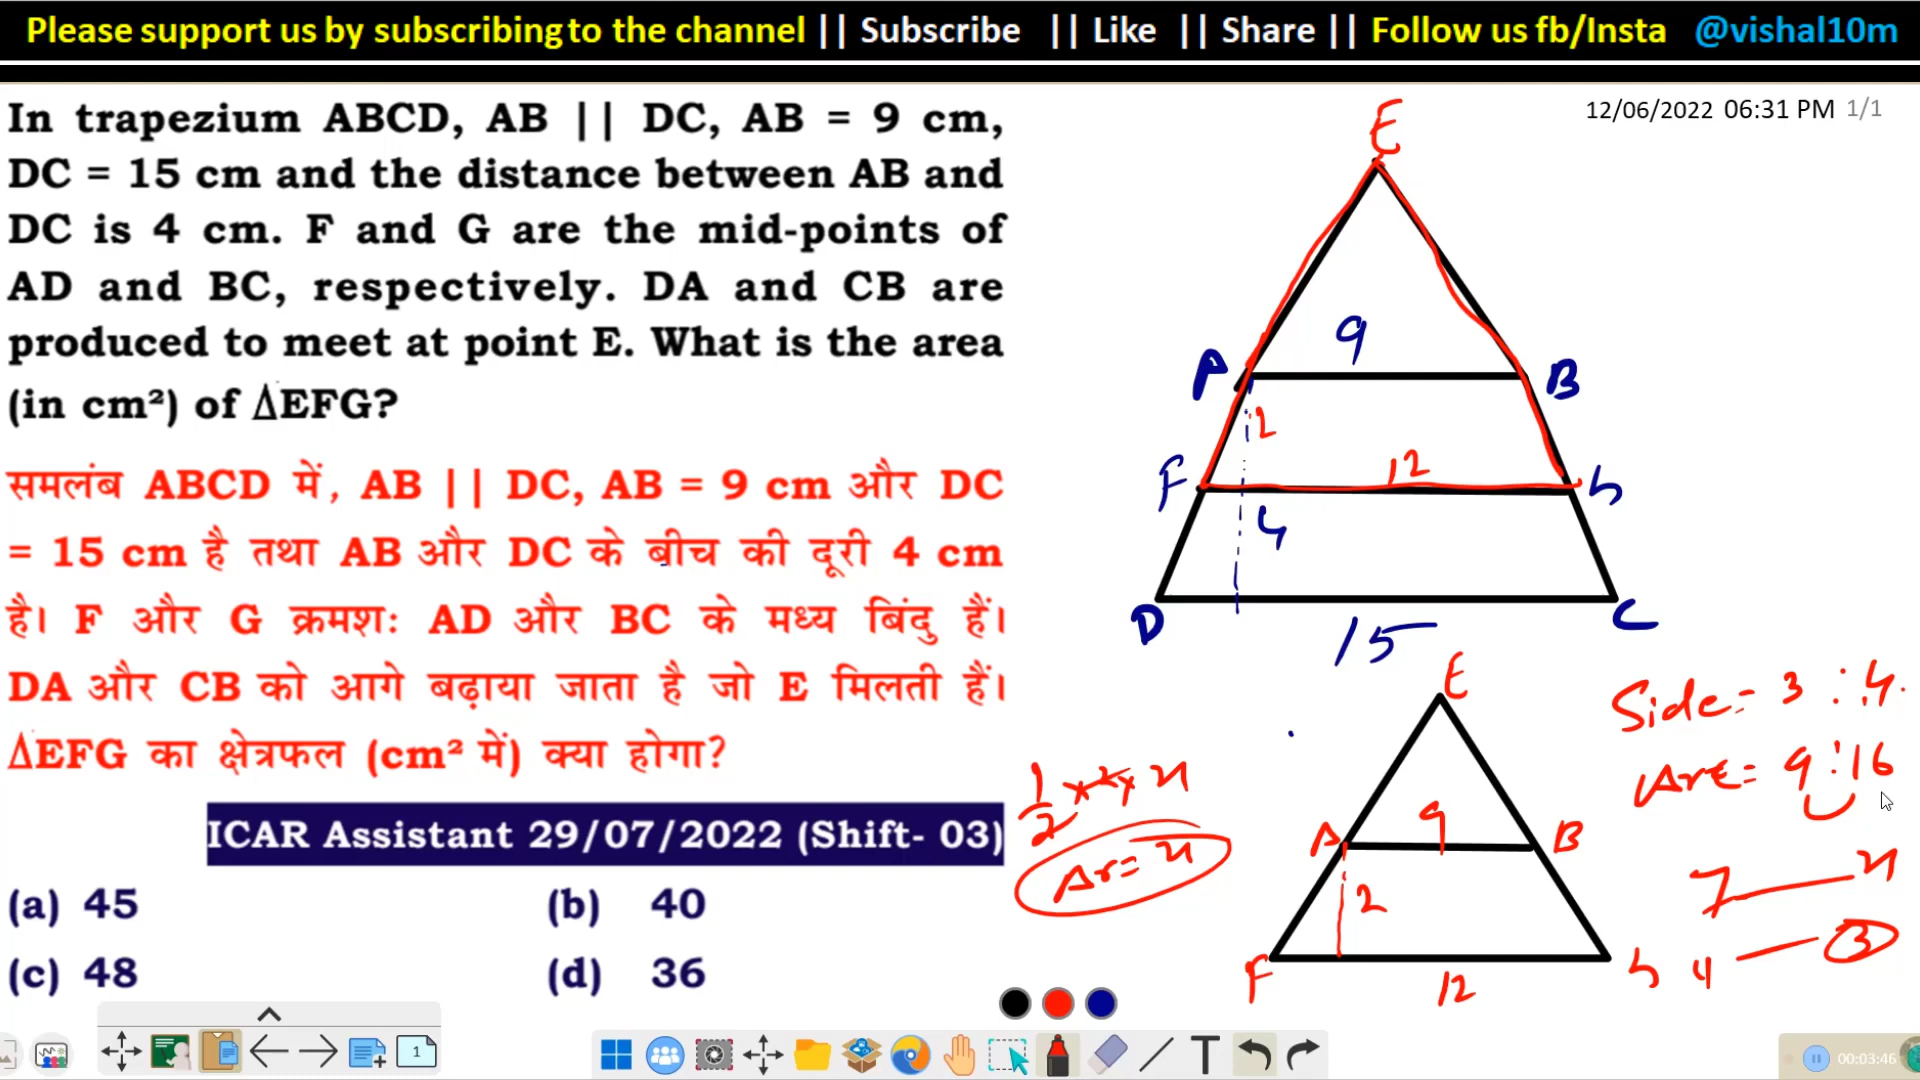 Please support us by subscribing to the channel || Subscribe || Like || Share || Follow us fb/Insta @vishal10m
12/06/2022 06:31 PM 1/1
In trapezium ABCD, AB || DC, AB = 9 cm,
DC = 15 cm and the distance between AB and
DC is 4 cm. F and G are the mid-points of
AD and BC, respectively. DA and CB are
produced to meet at point E. What is the area
(in cm²) of ΔEFG?
समलंब ABCD में, AB || DC, AB = 9 cm और DC
= 15 cm है तथा AB और DC के बीच की दूरी 4 cm
है। F और G क्रमशः AD और BC के मध्य बिंदु हैं।
DA और CB को आगे बढ़ाया जाता है जो E मिलती हैं।
ΔEFG का क्षेत्रफल (cm² में) क्या होगा?
ICAR Assistant 29/07/2022 (Shift- 03)
(a) 45
(b) 40
(c) 48
(d) 36
E
9
A
B
2
12
F
4
D
C
15
E
Side = 3 : 4
Are = 9 : 16
9
A
B
2
F
12
7
4
3
1
00:03:46